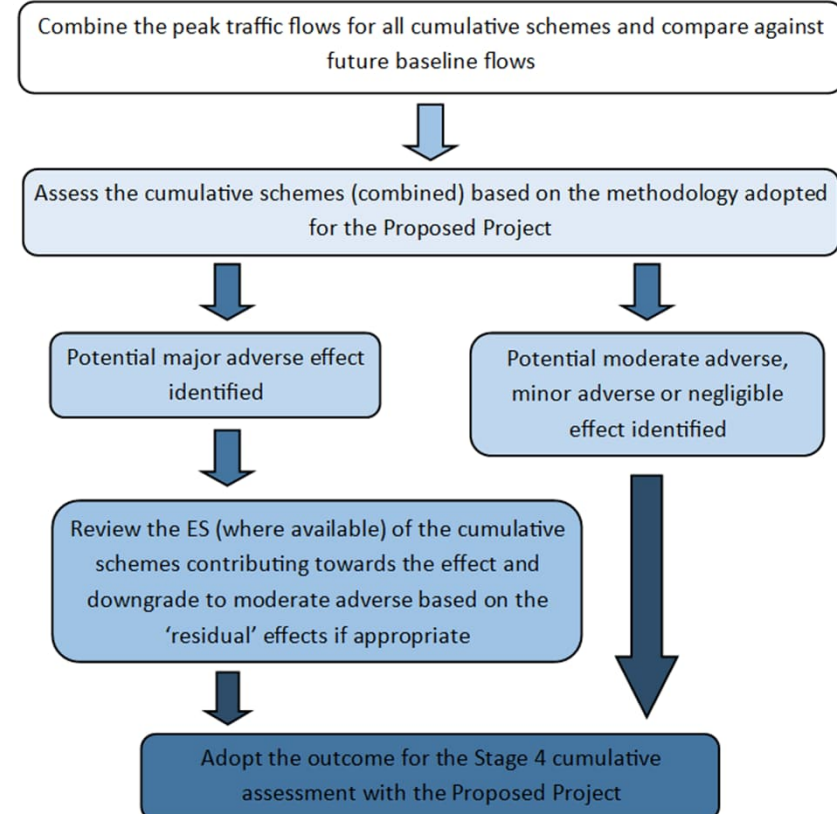 Combine the peak traffic flows for all cumulative schemes and compare against
future baseline flows
Assess the cumulative schemes (combined) based on the methodology adopted
for the Proposed Project
Potential major adverse effect
identified
Potential moderate adverse,
minor adverse or negligible
effect identified
Review the ES (where available) of the cumulative
schemes contributing towards the effect and
downgrade to moderate adverse based on the
‘residual’ effects if appropriate
Adopt the outcome for the Stage 4 cumulative
assessment with the Proposed Project